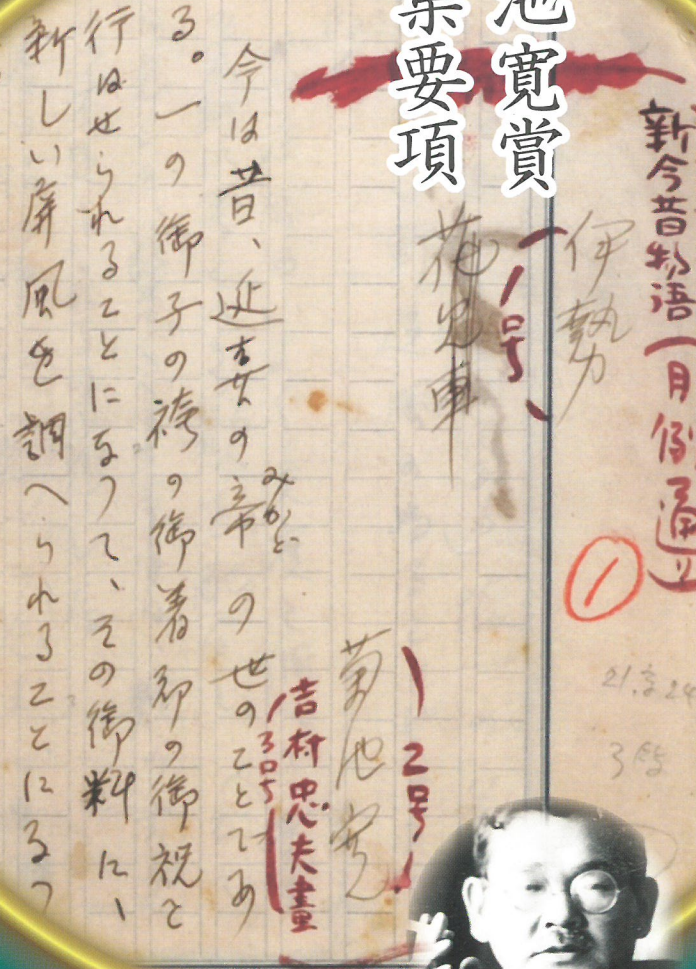 池寛賞
集要項
新今昔物語(一月例通り
①
伊勢
(1号)
花見車
(2号)
菊池寛
吉村忠夫畫
(3号
今は昔、延喜の帝の世のことであ
みかど
る。一の御子の袴の御着初の御祝と
行はせられることになつて、その御料に、
新しい屏風を調へられることになつ